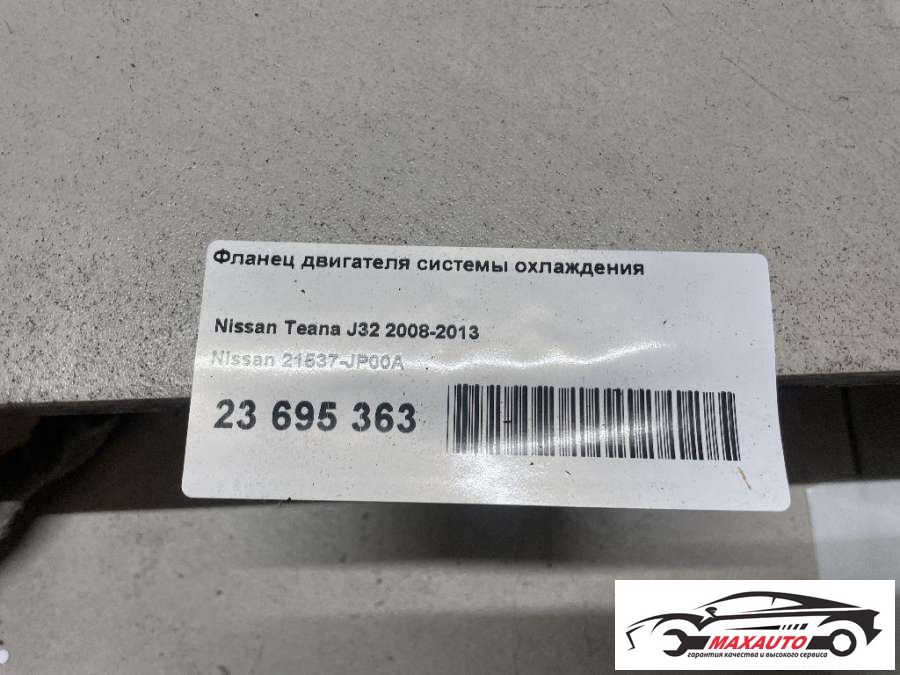 Фланец двигателя системы охлаждения
Nissan Teana J32 2008-2013
Nissan 21537-JP00A
23 695 363
MAXAUTO
гарантия качества и высокого сервиса